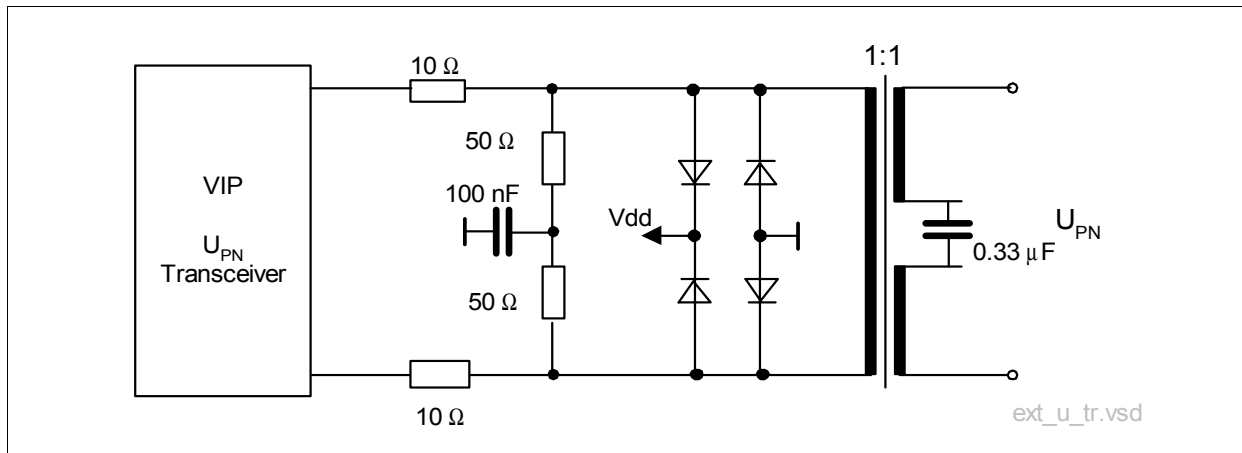 1:1
10 Ω
50 Ω
VIP
100 nF
Vdd
U_PN
U_PN
0.33 μF
Transceiver
50 Ω
10 Ω
ext_u_tr.vsd